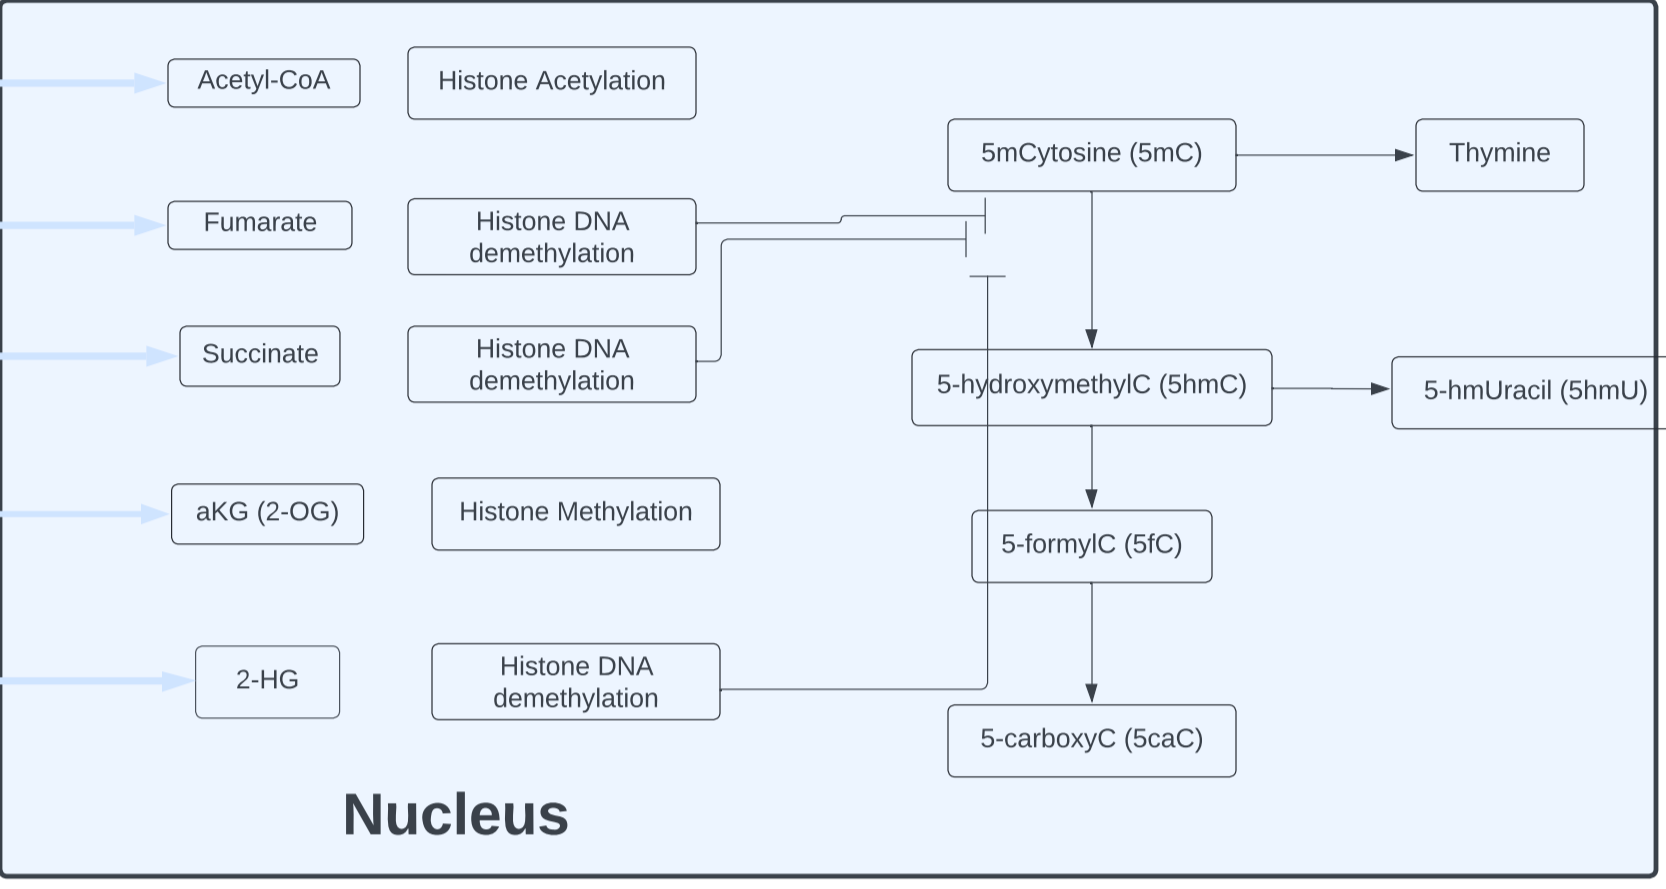 Acetyl-CoA
Histone Acetylation
5mCytosine (5mC)
Thymine
Fumarate
Histone DNA
demethylation
Succinate
Histone DNA
demethylation
5-hydroxymethylC (5hmC)
5-hmUracil (5hmU)
aKG (2-OG)
Histone Methylation
5-formylC (5fC)
2-HG
Histone DNA
demethylation
5-carboxyC (5caC)
Nucleus